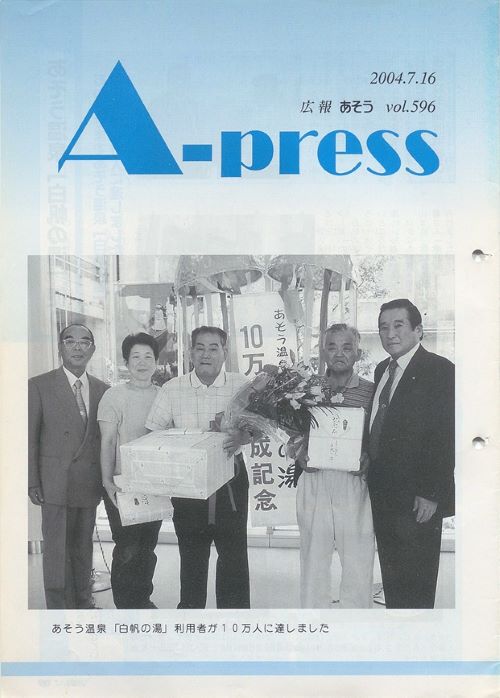 2004.7.16
広報 あそう vol.596
A-press
あそう温泉
の湯
10万
成記念
あそう温泉「白帆の湯」利用者が10万人に達しました